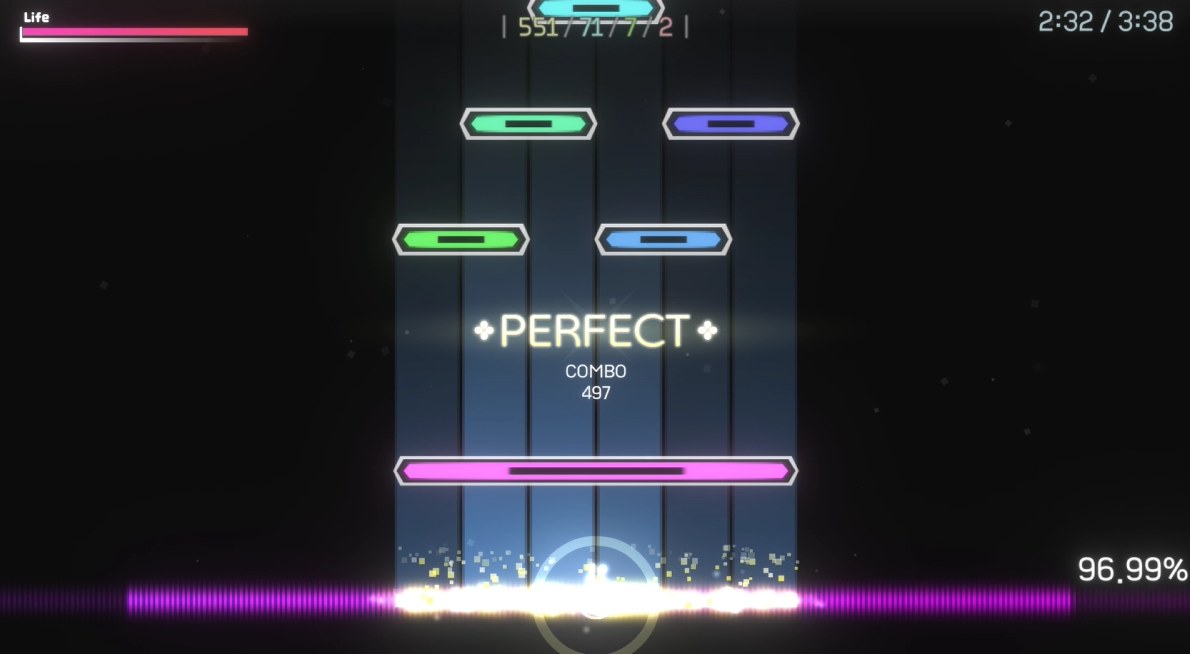 Life
| 551/71/7/2 |
2:32 / 3:38
PERFECT
COMBO
497
96.99%